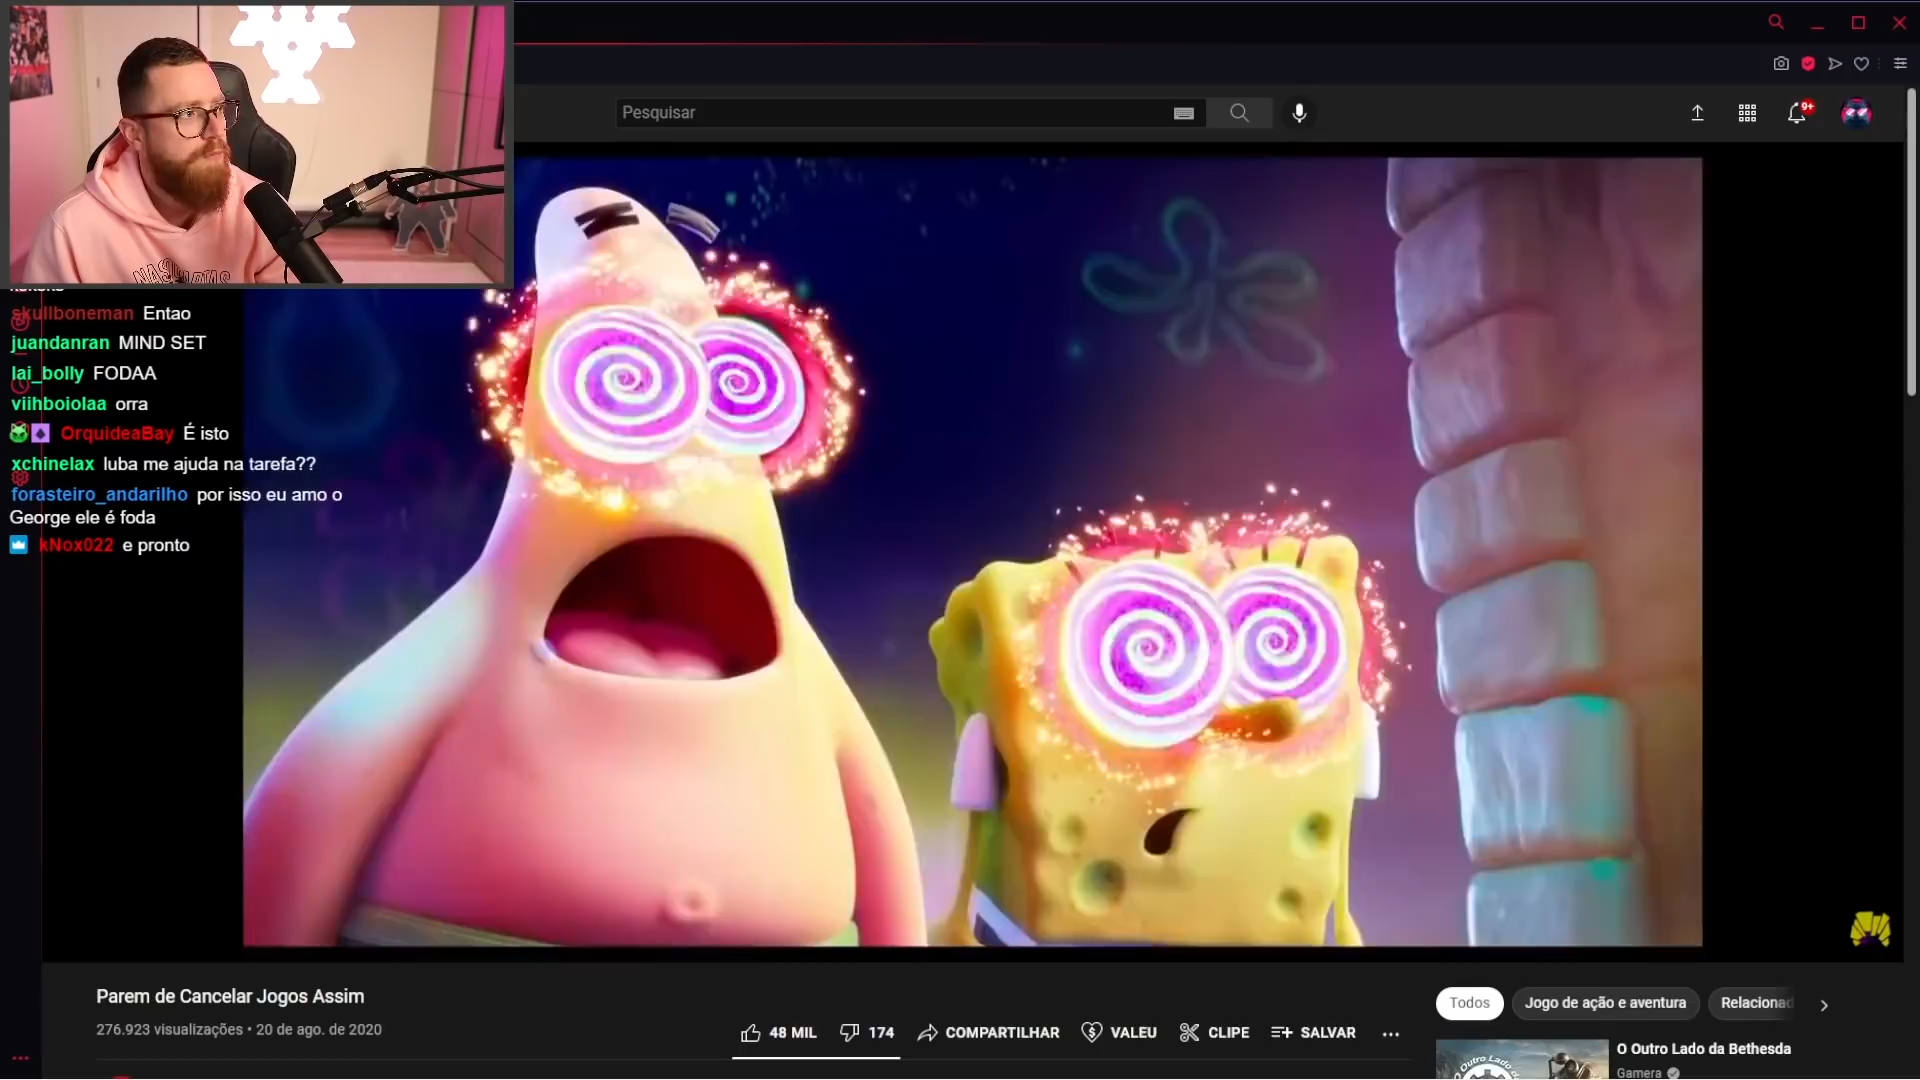 Pesquisar
9+
skullboneman Entao
juandanran MIND SET
lai_bolly FODAA
viihboiolaa orra
OrquideaBay É isto
xchinelax luba me ajuda na tarefa??
forasteiro_andarilho por isso eu amo o
George ele é foda
kNox022 e pronto
Parem de Cancelar Jogos Assim
276.923 visualizações • 20 de ago. de 2020
48 MIL 174 COMPARTILHAR VALEU CLIPE SALVAR ...
Todos Jogo de ação e aventura Relacionad
O Outro Lado da Bethesda
Gamera